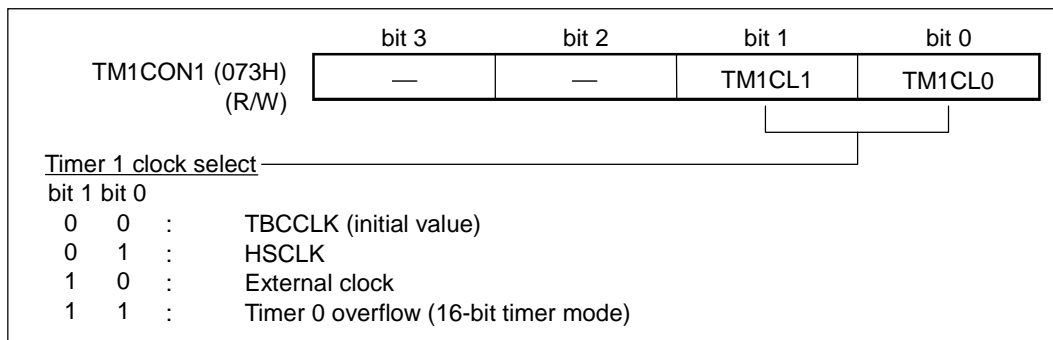 bit 3 bit 2 bit 1 bit 0
TM1CON1 (073H) — — TM1CL1 TM1CL0
(R/W)
Timer 1 clock select
bit 1 bit 0
0 0 : TBCCLK (initial value)
0 1 : HSCLK
1 0 : External clock
1 1 : Timer 0 overflow (16-bit timer mode)